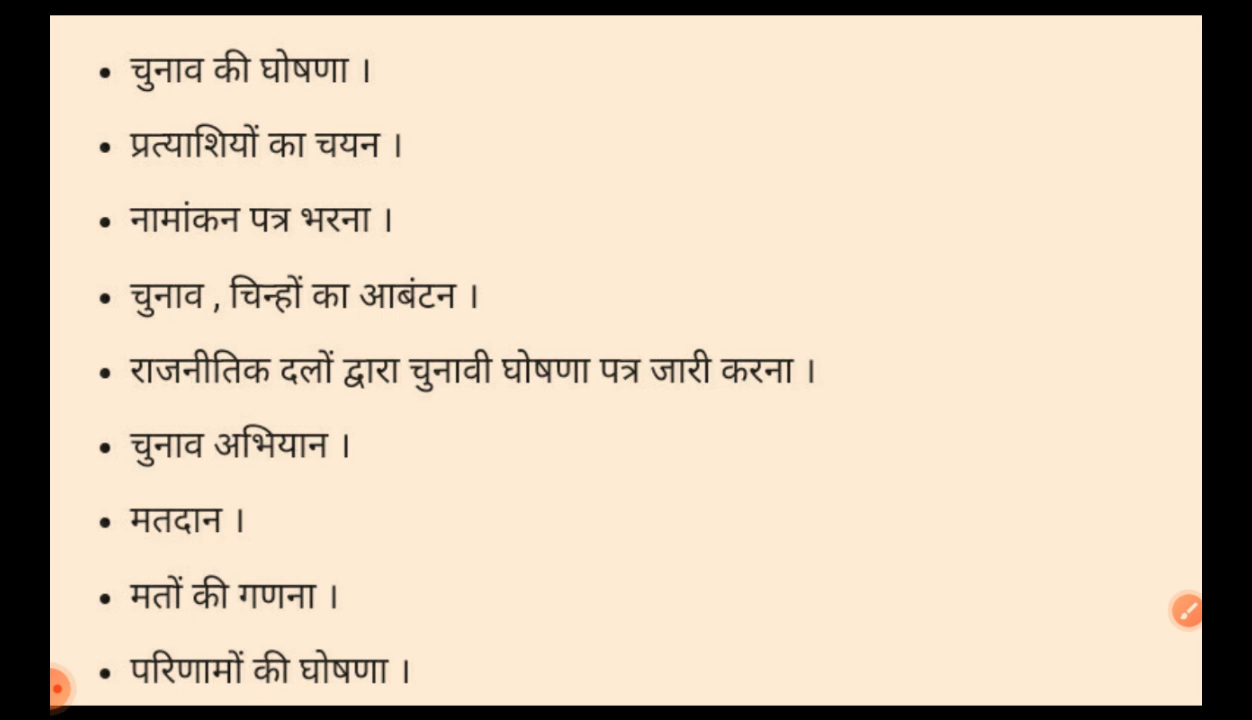 • चुनाव की घोषणा ।
• प्रत्याशियों का चयन ।
• नामांकन पत्र भरना ।
• चुनाव , चिन्हों का आबंटन ।
• राजनीतिक दलों द्वारा चुनावी घोषणा पत्र जारी करना ।
• चुनाव अभियान ।
• मतदान ।
• मतों की गणना ।
• परिणामों की घोषणा ।